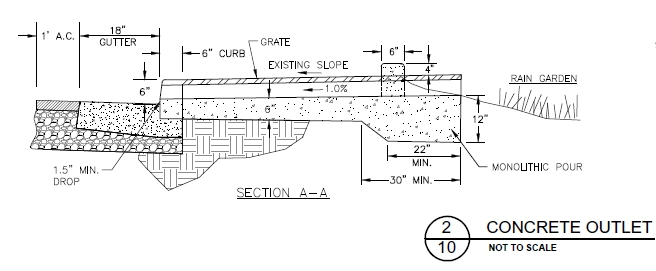 18"
1' A.C.
GUTTER
6" CURB
GRATE
6"
EXISTING SLOPE
4"
RAIN GARDEN
1.0%
6"
6"
12"
22"
MIN.
MONOLITHIC POUR
1.5" MIN.
DROP
30" MIN.
SECTION A-A
2
10
CONCRETE OUTLET
NOT TO SCALE